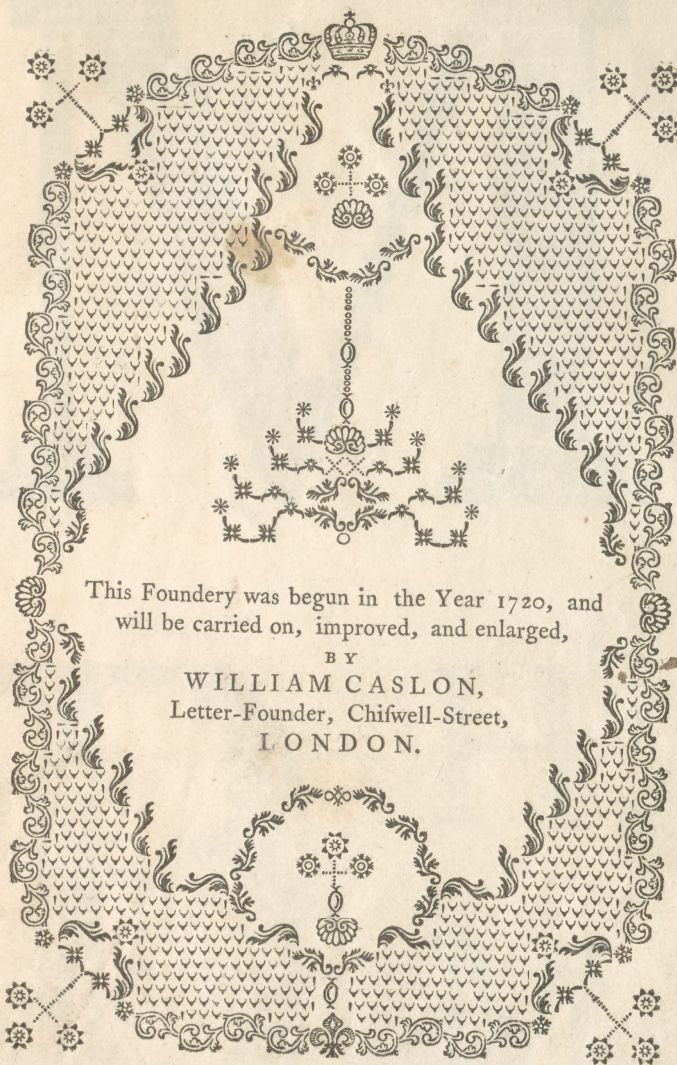 This Foundery was begun in the Year 1720, and
will be carried on, improved, and enlarged,
BY
WILLIAM CASLON,
Letter-Founder, Chiſwell-Street,
LONDON.